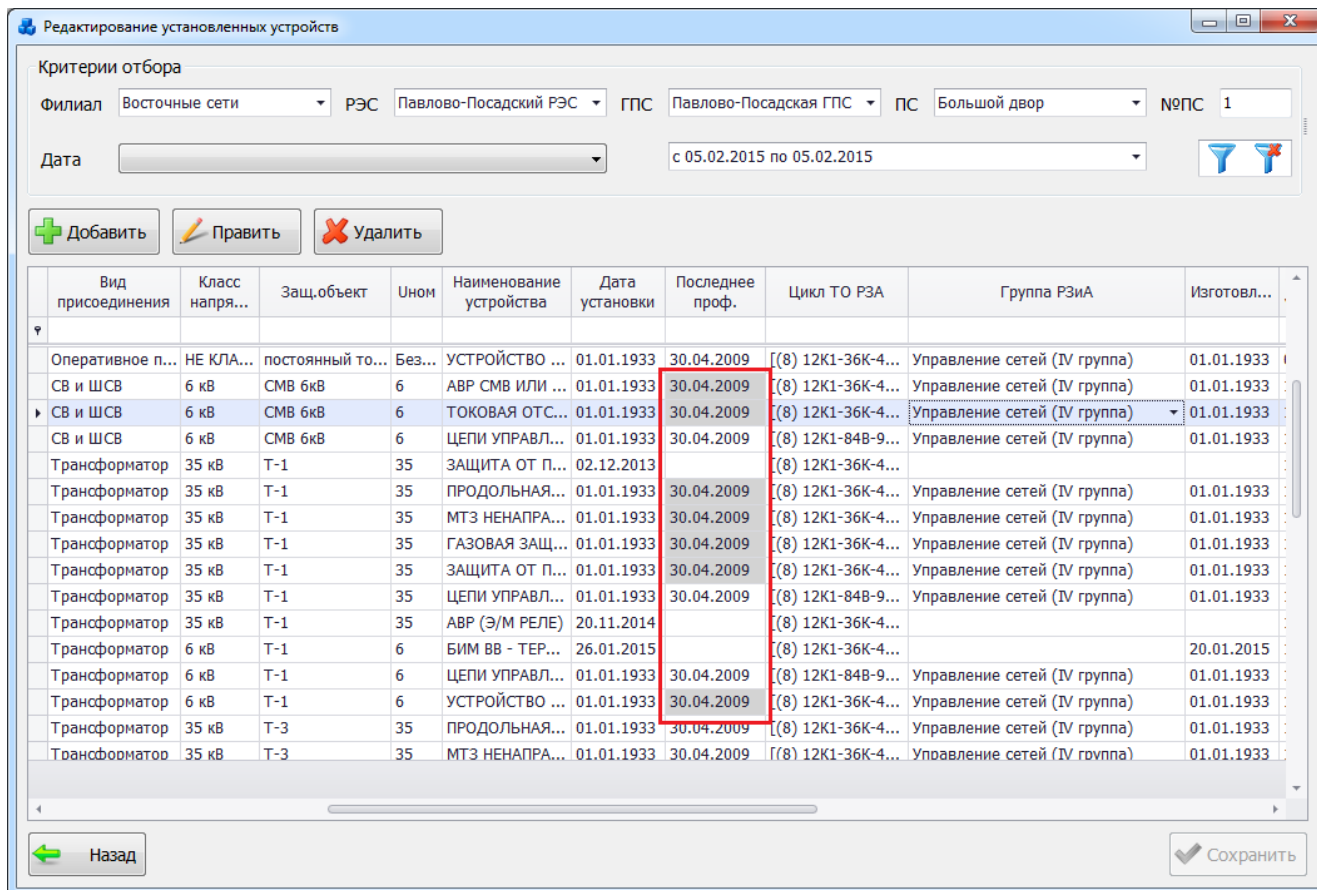 Редактирование установленных устройств
Критерии отбора
Филиал Восточные сети РЭС Павлово-Посадский РЭС ГПС Павлово-Посадская ГПС ПС Большой двор №ПС 1
Дата с 05.02.2015 по 05.02.2015
Добавить Править Удалить
Вид присоединения Класс напря... Защ.объект Uном Наименование устройства Дата установки Последнее проф. Цикл ТО РЗА Группа РЗиА Изготовл...
Оперативное п... НЕ КЛА... постоянный то... Без... УСТРОЙСТВО ... 01.01.1933 30.04.2009 [(8) 12К1-36К-4... Управление сетей (IV группа) 01.01.1933
СВ и ШСВ 6 кВ СМВ 6кВ 6 АВР СМВ ИЛИ ... 01.01.1933 30.04.2009 [(8) 12К1-36К-4... Управление сетей (IV группа) 01.01.1933
СВ и ШСВ 6 кВ СМВ 6кВ 6 ТОКОВАЯ ОТС... 01.01.1933 30.04.2009 [(8) 12К1-36К-4... Управление сетей (IV группа) 01.01.1933
СВ и ШСВ 6 кВ СМВ 6кВ 6 ЦЕПИ УПРАВЛ... 01.01.1933 30.04.2009 [(8) 12К1-84В-9... Управление сетей (IV группа) 01.01.1933
Трансформатор 35 кВ Т-1 35 ЗАЩИТА ОТ П... 02.12.2013 [(8) 12К1-36К-4...
Трансформатор 35 кВ Т-1 35 ПРОДОЛЬНАЯ... 01.01.1933 30.04.2009 [(8) 12К1-36К-4... Управление сетей (IV группа) 01.01.1933
Трансформатор 35 кВ Т-1 35 МТЗ НЕНАПРА... 01.01.1933 30.04.2009 [(8) 12К1-36К-4... Управление сетей (IV группа) 01.01.1933
Трансформатор 35 кВ Т-1 35 ГАЗОВАЯ ЗАЩ... 01.01.1933 30.04.2009 [(8) 12К1-36К-4... Управление сетей (IV группа) 01.01.1933
Трансформатор 35 кВ Т-1 35 ЗАЩИТА ОТ П... 01.01.1933 30.04.2009 [(8) 12К1-36К-4... Управление сетей (IV группа) 01.01.1933
Трансформатор 35 кВ Т-1 35 ЦЕПИ УПРАВЛ... 01.01.1933 30.04.2009 [(8) 12К1-84В-9... Управление сетей (IV группа) 01.01.1933
Трансформатор 35 кВ Т-1 35 АВР (Э/М РЕЛЕ) 20.11.2014 [(8) 12К1-36К-4...
Трансформатор 6 кВ Т-1 6 БИМ ВВ - ТЕР... 26.01.2015 [(8) 12К1-36К-4... 20.01.2015
Трансформатор 6 кВ Т-1 6 ЦЕПИ УПРАВЛ... 01.01.1933 30.04.2009 [(8) 12К1-84В-9... Управление сетей (IV группа) 01.01.1933
Трансформатор 6 кВ Т-1 6 УСТРОЙСТВО ... 01.01.1933 30.04.2009 [(8) 12К1-36К-4... Управление сетей (IV группа) 01.01.1933
Трансформатор 35 кВ Т-3 35 ПРОДОЛЬНАЯ... 01.01.1933 30.04.2009 [(8) 12К1-36К-4... Управление сетей (IV группа) 01.01.1933
Трансформатор 35 кВ Т-3 35 МТЗ НЕНАПРА... 01.01.1933 30.04.2009 [(8) 12К1-36К-4... Управление сетей (IV группа) 01.01.1933
Назад Сохранить